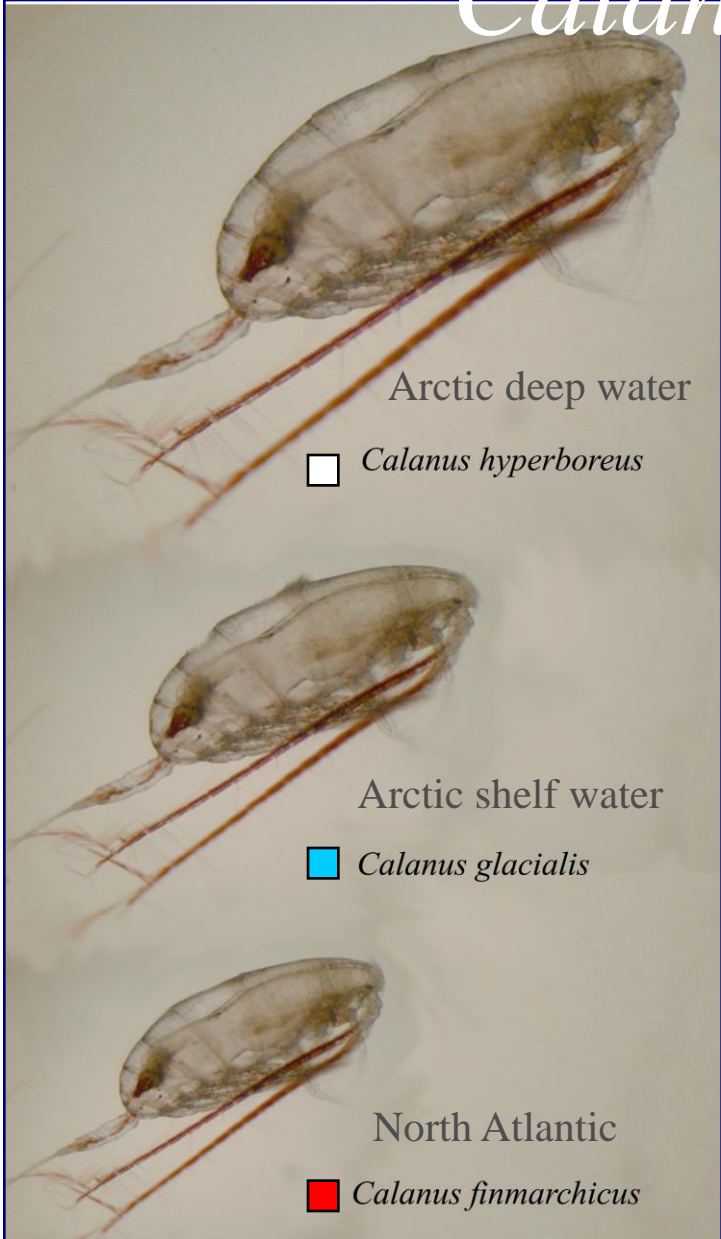 Arctic deep water
Calanus hyperboreus
Arctic shelf water
Calanus glacialis
North Atlantic
Calanus finmarchicus